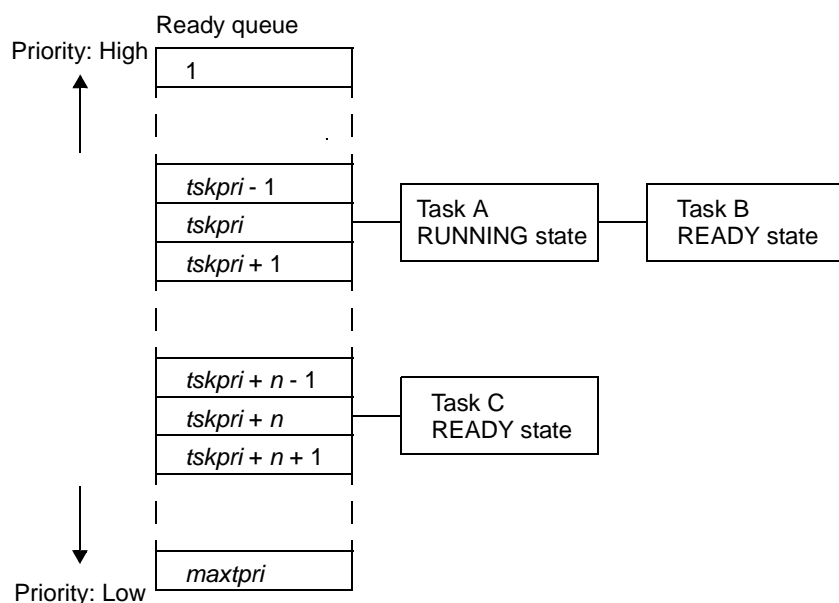 Ready queue
Priority: High
1
tskpri - 1
tskpri
tskpri + 1
Task A
RUNNING state
Task B
READY state
tskpri + n - 1
tskpri + n
tskpri + n + 1
Task C
READY state
maxtpri
Priority: Low